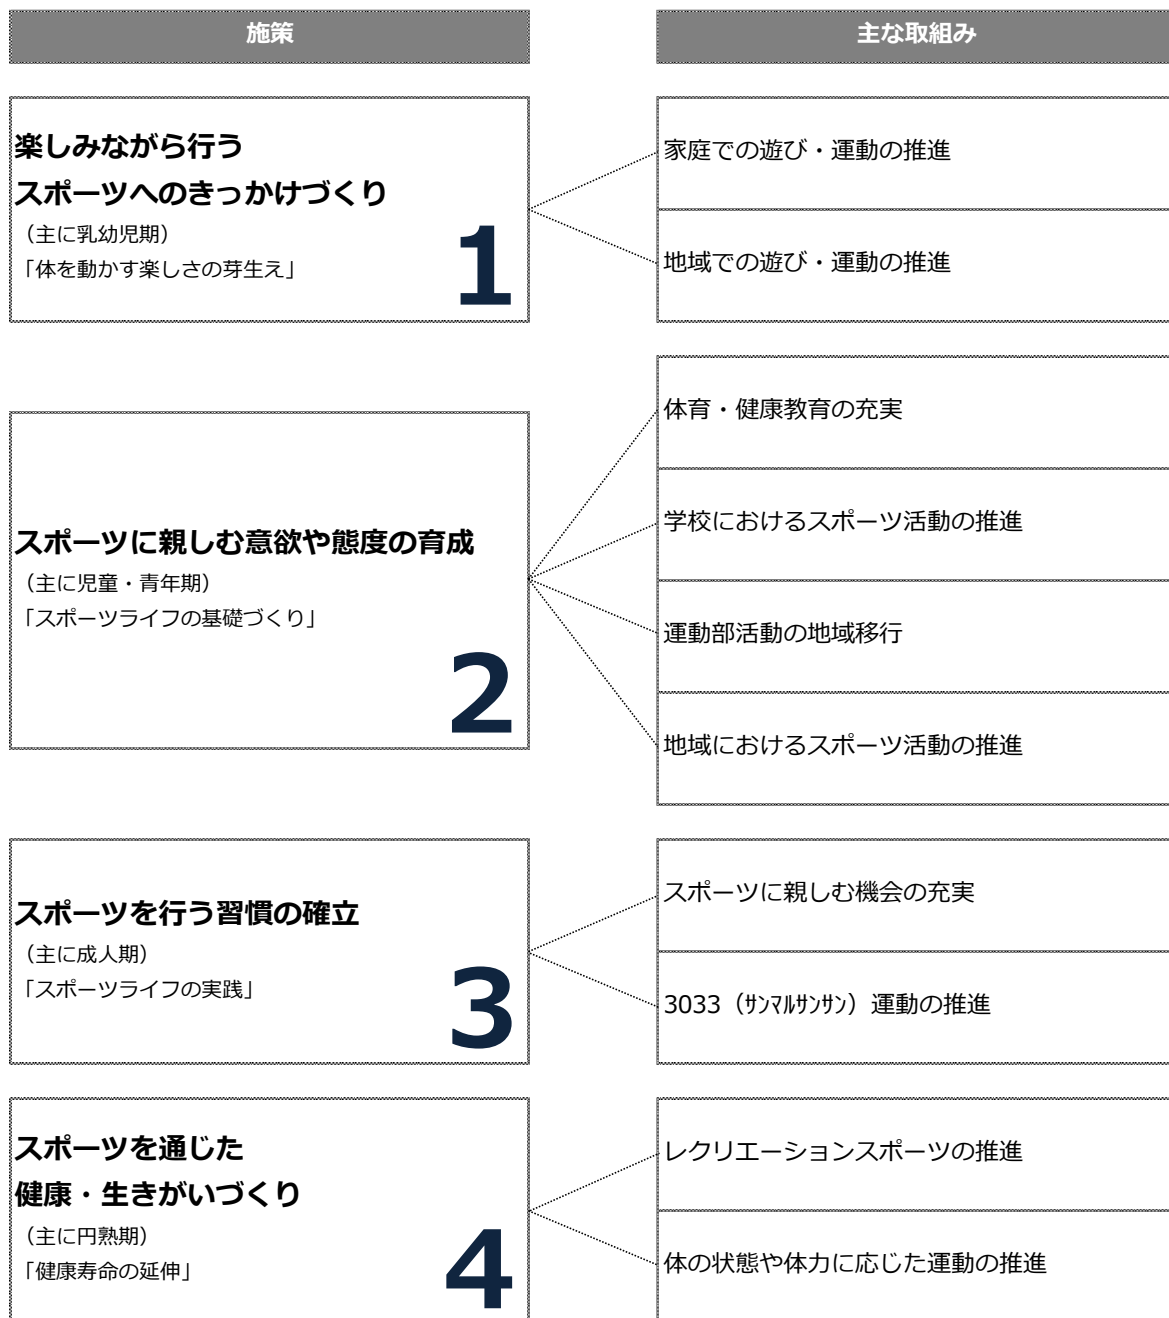 施策
主な取組み
楽しみながら行う
スポーツへのきっかけづくり
（主に乳幼児期）
「体を動かす楽しさの芽生え」
1
家庭での遊び・運動の推進
地域での遊び・運動の推進
スポーツに親しむ意欲や態度の育成
（主に児童・青年期）
「スポーツライフの基礎づくり」
2
体育・健康教育の充実
学校におけるスポーツ活動の推進
運動部活動の地域移行
地域におけるスポーツ活動の推進
スポーツを行う習慣の確立
（主に成人期）
「スポーツライフの実践」
3
スポーツに親しむ機会の充実
3033（ｻﾝﾏﾙｻﾝｻﾝ）運動の推進
スポーツを通じた
健康・生きがいづくり
（主に円熟期）
「健康寿命の延伸」
4
レクリエーションスポーツの推進
体の状態や体力に応じた運動の推進